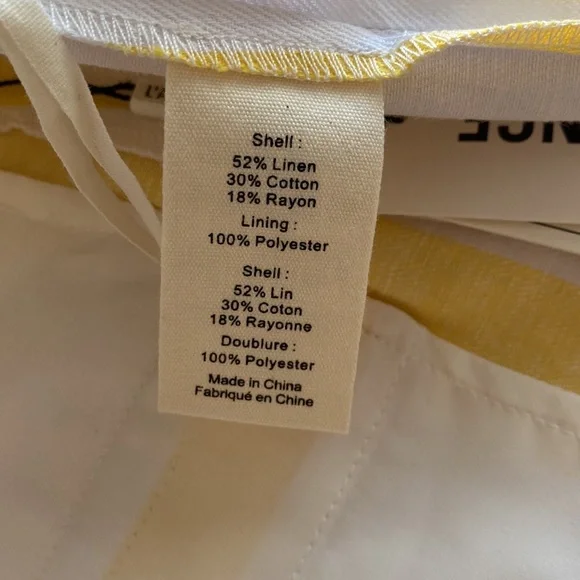 Shell :
52% Linen
30% Cotton
18% Rayon
Lining :
100% Polyester
Shell :
52% Lin
30% Coton
18% Rayonne
Doublure :
100% Polyester
Made in China
Fabriqué en Chine